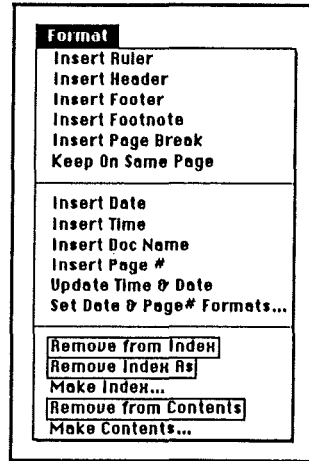 Format
Insert Ruler
Insert Header
Insert Footer
Insert Footnote
Insert Page Break
Keep On Same Page
Insert Date
Insert Time
Insert Doc Name
Insert Page #
Update Time & Date
Set Date & Page# Formats...
Remove from Index
Remove Index As
Make Index...
Remove from Contents
Make Contents...